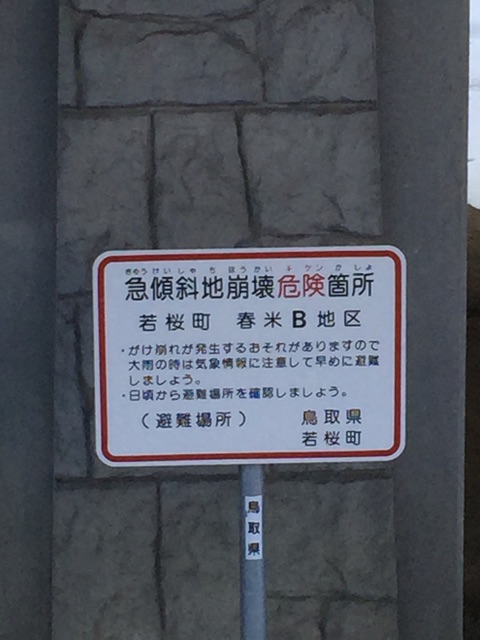 きゅうけいしゃちほうかいキケンかしょ
急傾斜地崩壊危険箇所
若桜町 春米B地区
・がけ崩れが発生するおそれがありますので
大雨の時は気象情報に注意して早めに避難
しましょう。
・日頃から避難場所を確認しましょう。
(避難場所)
鳥取県
若桜町
鳥取県